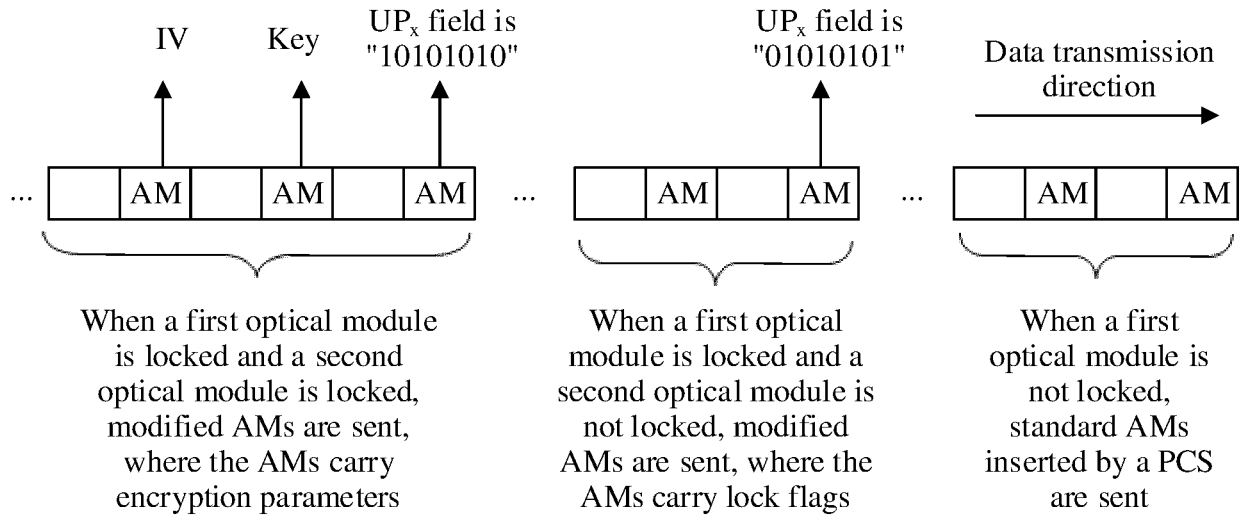 IV
Key
UPx field is
"10101010"
UPx field is
"01010101"
Data transmission
direction
... AM AM AM ... AM AM ... AM AM
When a first optical module
is locked and a second
optical module is locked,
modified AMs are sent,
where the AMs carry
encryption parameters
When a first optical
module is locked and a
second optical module is
not locked, modified
AMs are sent, where the
AMs carry lock flags
When a first
optical module is
not locked,
standard AMs
inserted by a PCS
are sent